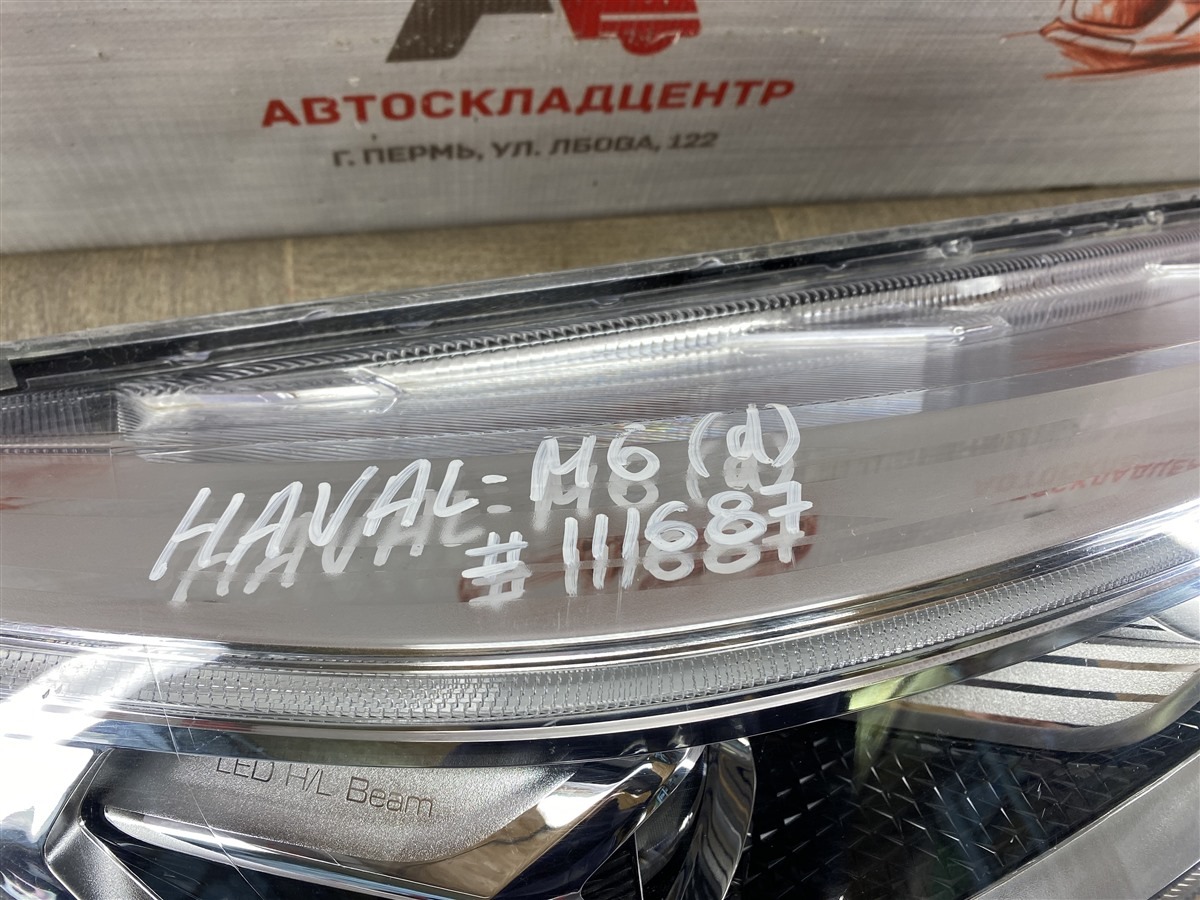 АВТОСКЛАДЦЕНТР
Г. ПЕРМЬ, УЛ. ЛБОВА, 122
HAVAL-M6 (d)
# 111687
LED H/L Beam